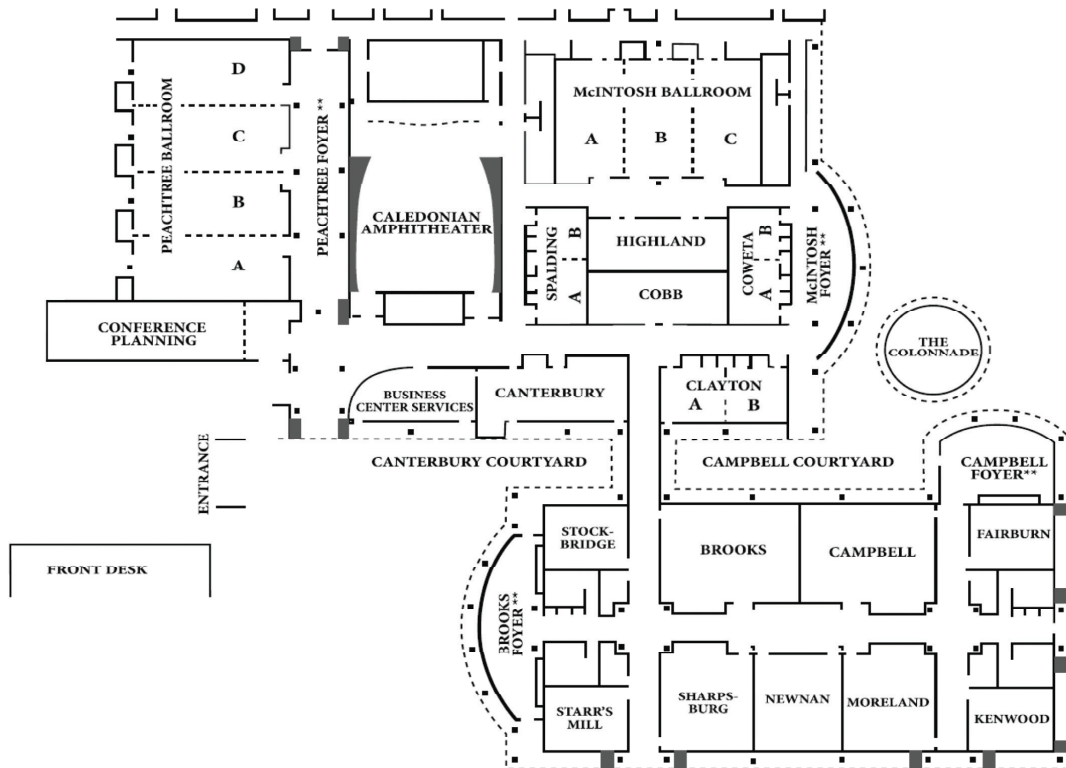 D
C
B
A
PEACHTREE BALLROOM
PEACHTREE FOYER**
CALEDONIAN
AMPHITHEATER
McINTOSH BALLROOM
A
B
C
SPALDING
B
A
HIGHLAND
COBB
COWETA
B
A
McINTOSH
FOYER**
CONFERENCE
PLANNING
THE
COLONNADE
BUSINESS
CENTER SERVICES
CANTERBURY
CLAYTON
A
B
ENTRANCE
CANTERBURY COURTYARD
CAMPBELL COURTYARD
CAMPBELL
FOYER**
FRONT DESK
STOCK-
BRIDGE
BROOKS
CAMPBELL
FAIRBURN
BROOKS
FOYER**
STARR'S
MILL
SHARPS-
BURG
NEWNAN
MORELAND
KENWOOD